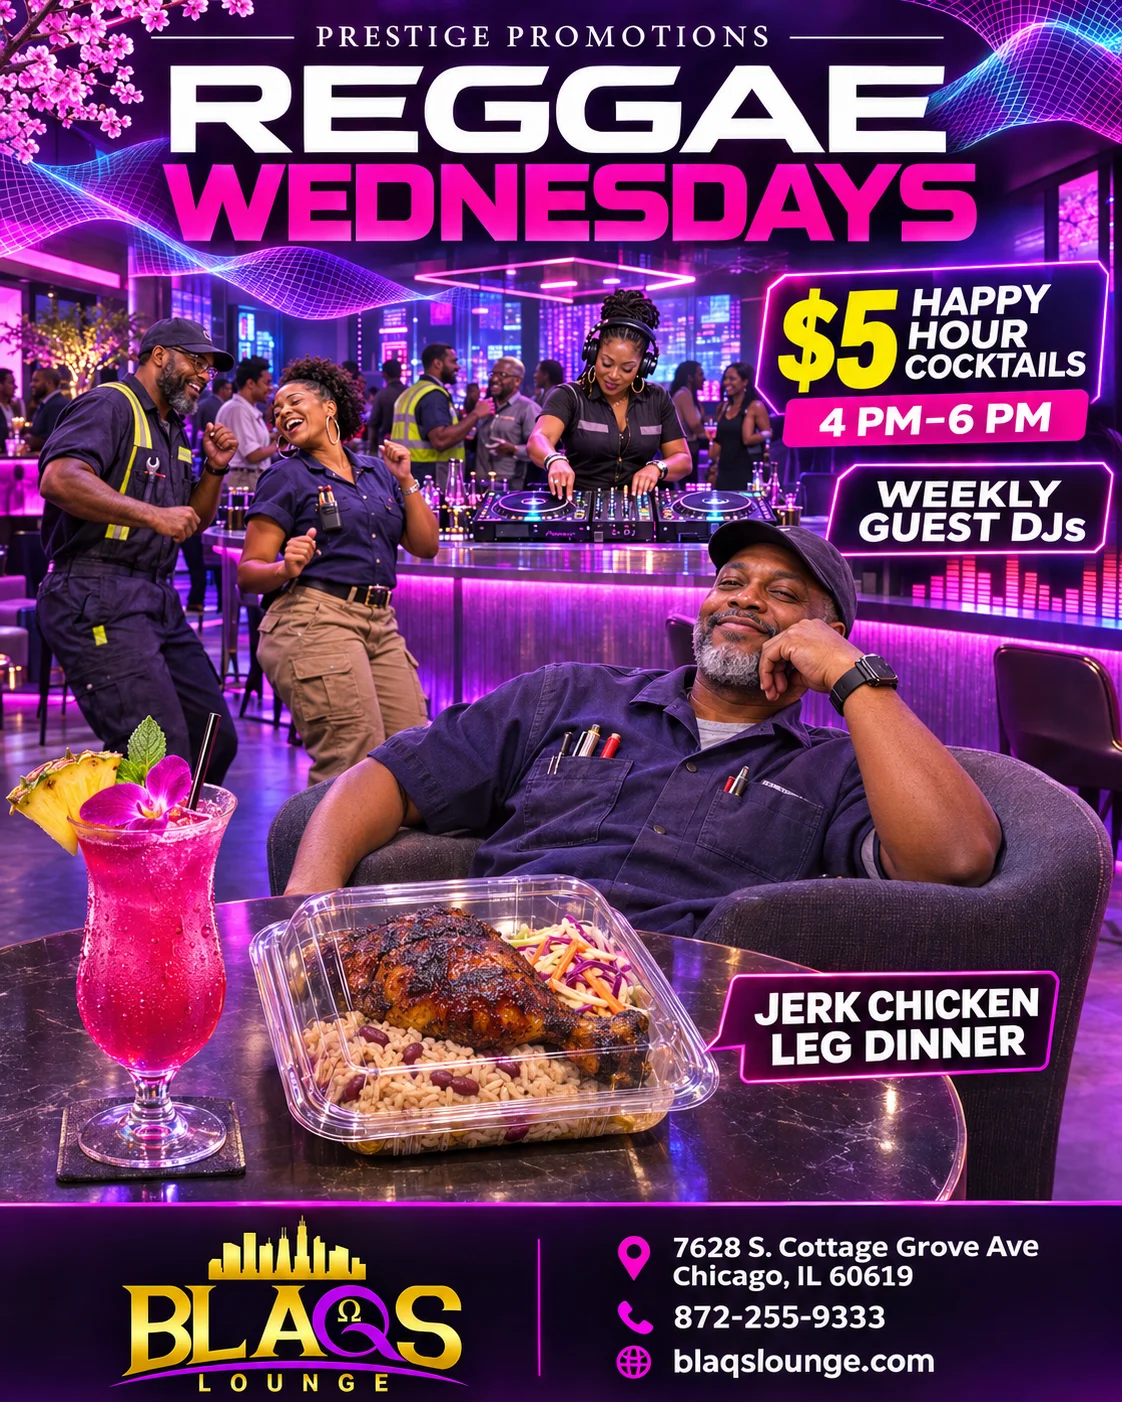 PRESTIGE PROMOTIONS
REGGAE
WEDNESDAYS
$5 HAPPY
HOUR
COCKTAILS
4 PM–6 PM
WEEKLY
GUEST DJs
JERK CHICKEN
LEG DINNER
BLAQS
Ω
LOUNGE
7628 S. Cottage Grove Ave
Chicago, IL 60619
872-255-9333
blaqslounge.com